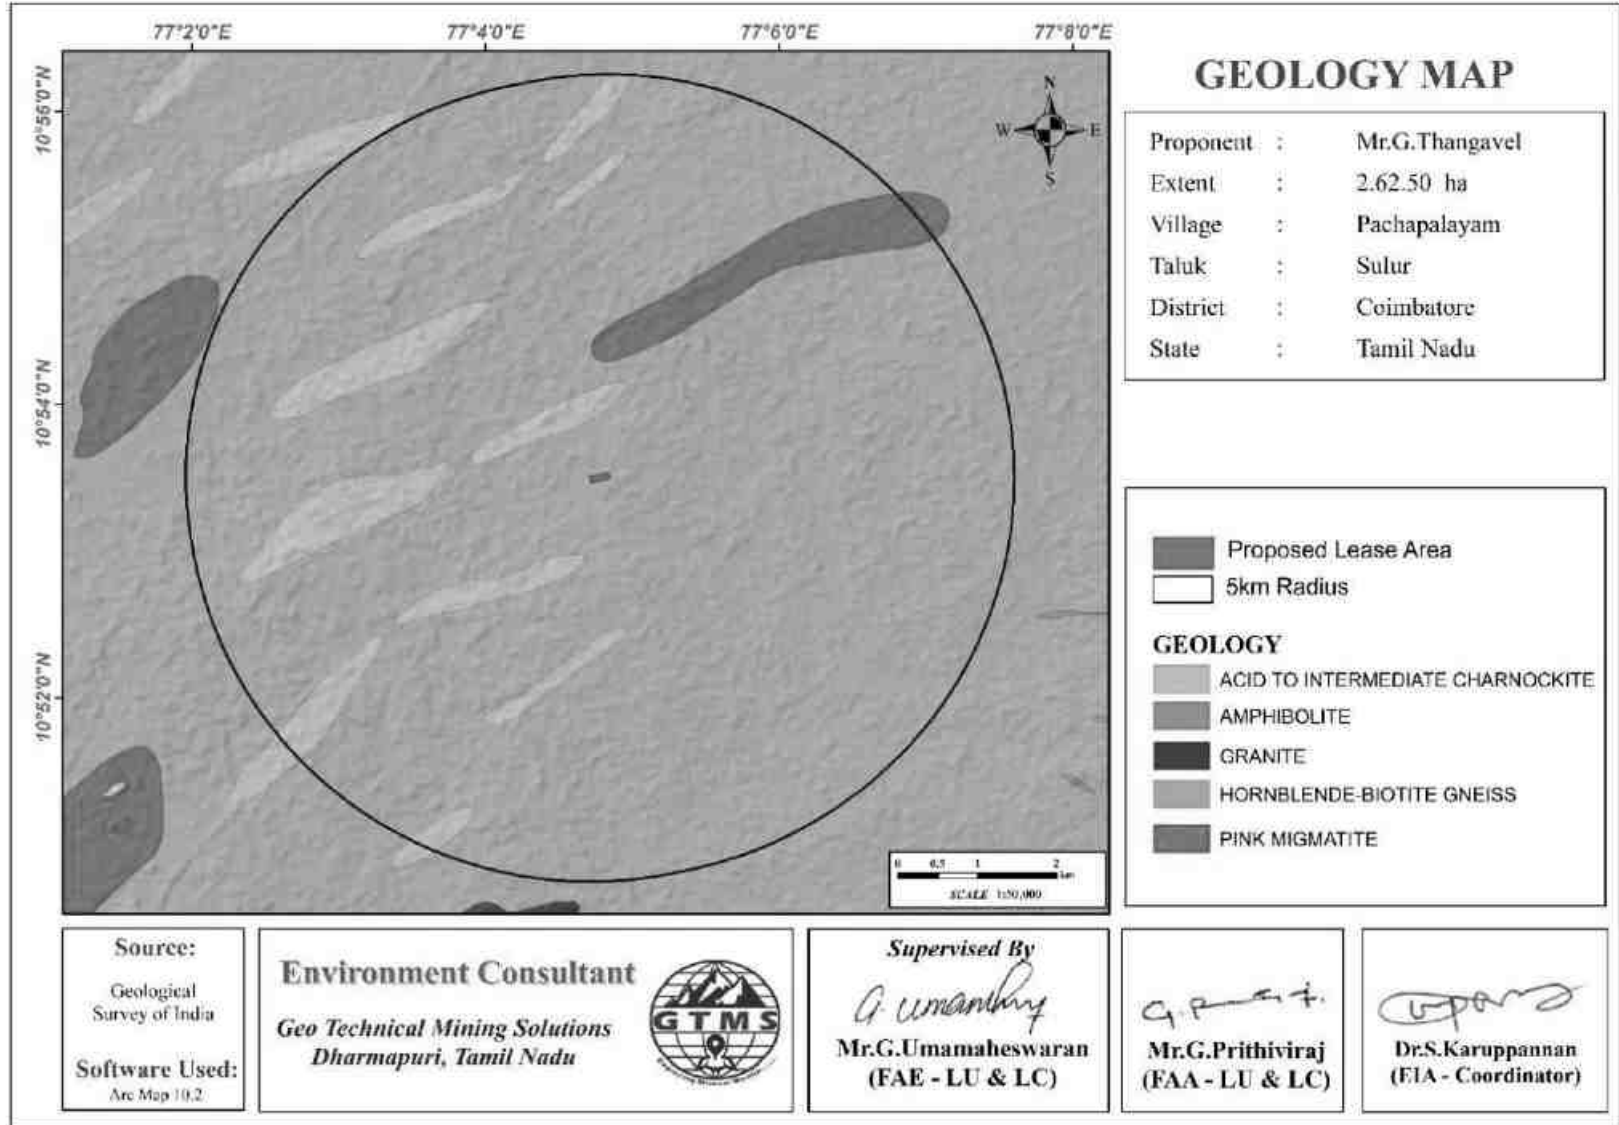 77°2'0"E 77°4'0"E 77°6'0"E 77°8'0"E
10°56'0"N
10°54'0"N
10°52'0"N
N
W E
S
0 0.5 1 2
km
SCALE 1:50,000
GEOLOGY MAP
Proponent : Mr.G.Thangavel
Extent : 2.62.50 ha
Village : Pachapalayam
Taluk : Sulur
District : Coimbatore
State : Tamil Nadu
Proposed Lease Area
5km Radius
GEOLOGY
ACID TO INTERMEDIATE CHARNOCKITE
AMPHIBOLITE
GRANITE
HORNBLENDE-BIOTITE GNEISS
PINK MIGMATITE
Source:
Geological
Survey of India
Software Used:
Arc Map 10.2
Environment Consultant
Geo Technical Mining Solutions
Dharmapuri, Tamil Nadu
GTMS
Supervised By
Mr.G.Umamaheswaran
(FAE - LU & LC)
Mr.G.Prithiviraj
(FAA - LU & LC)
Dr.S.Karuppannan
(EIA - Coordinator)